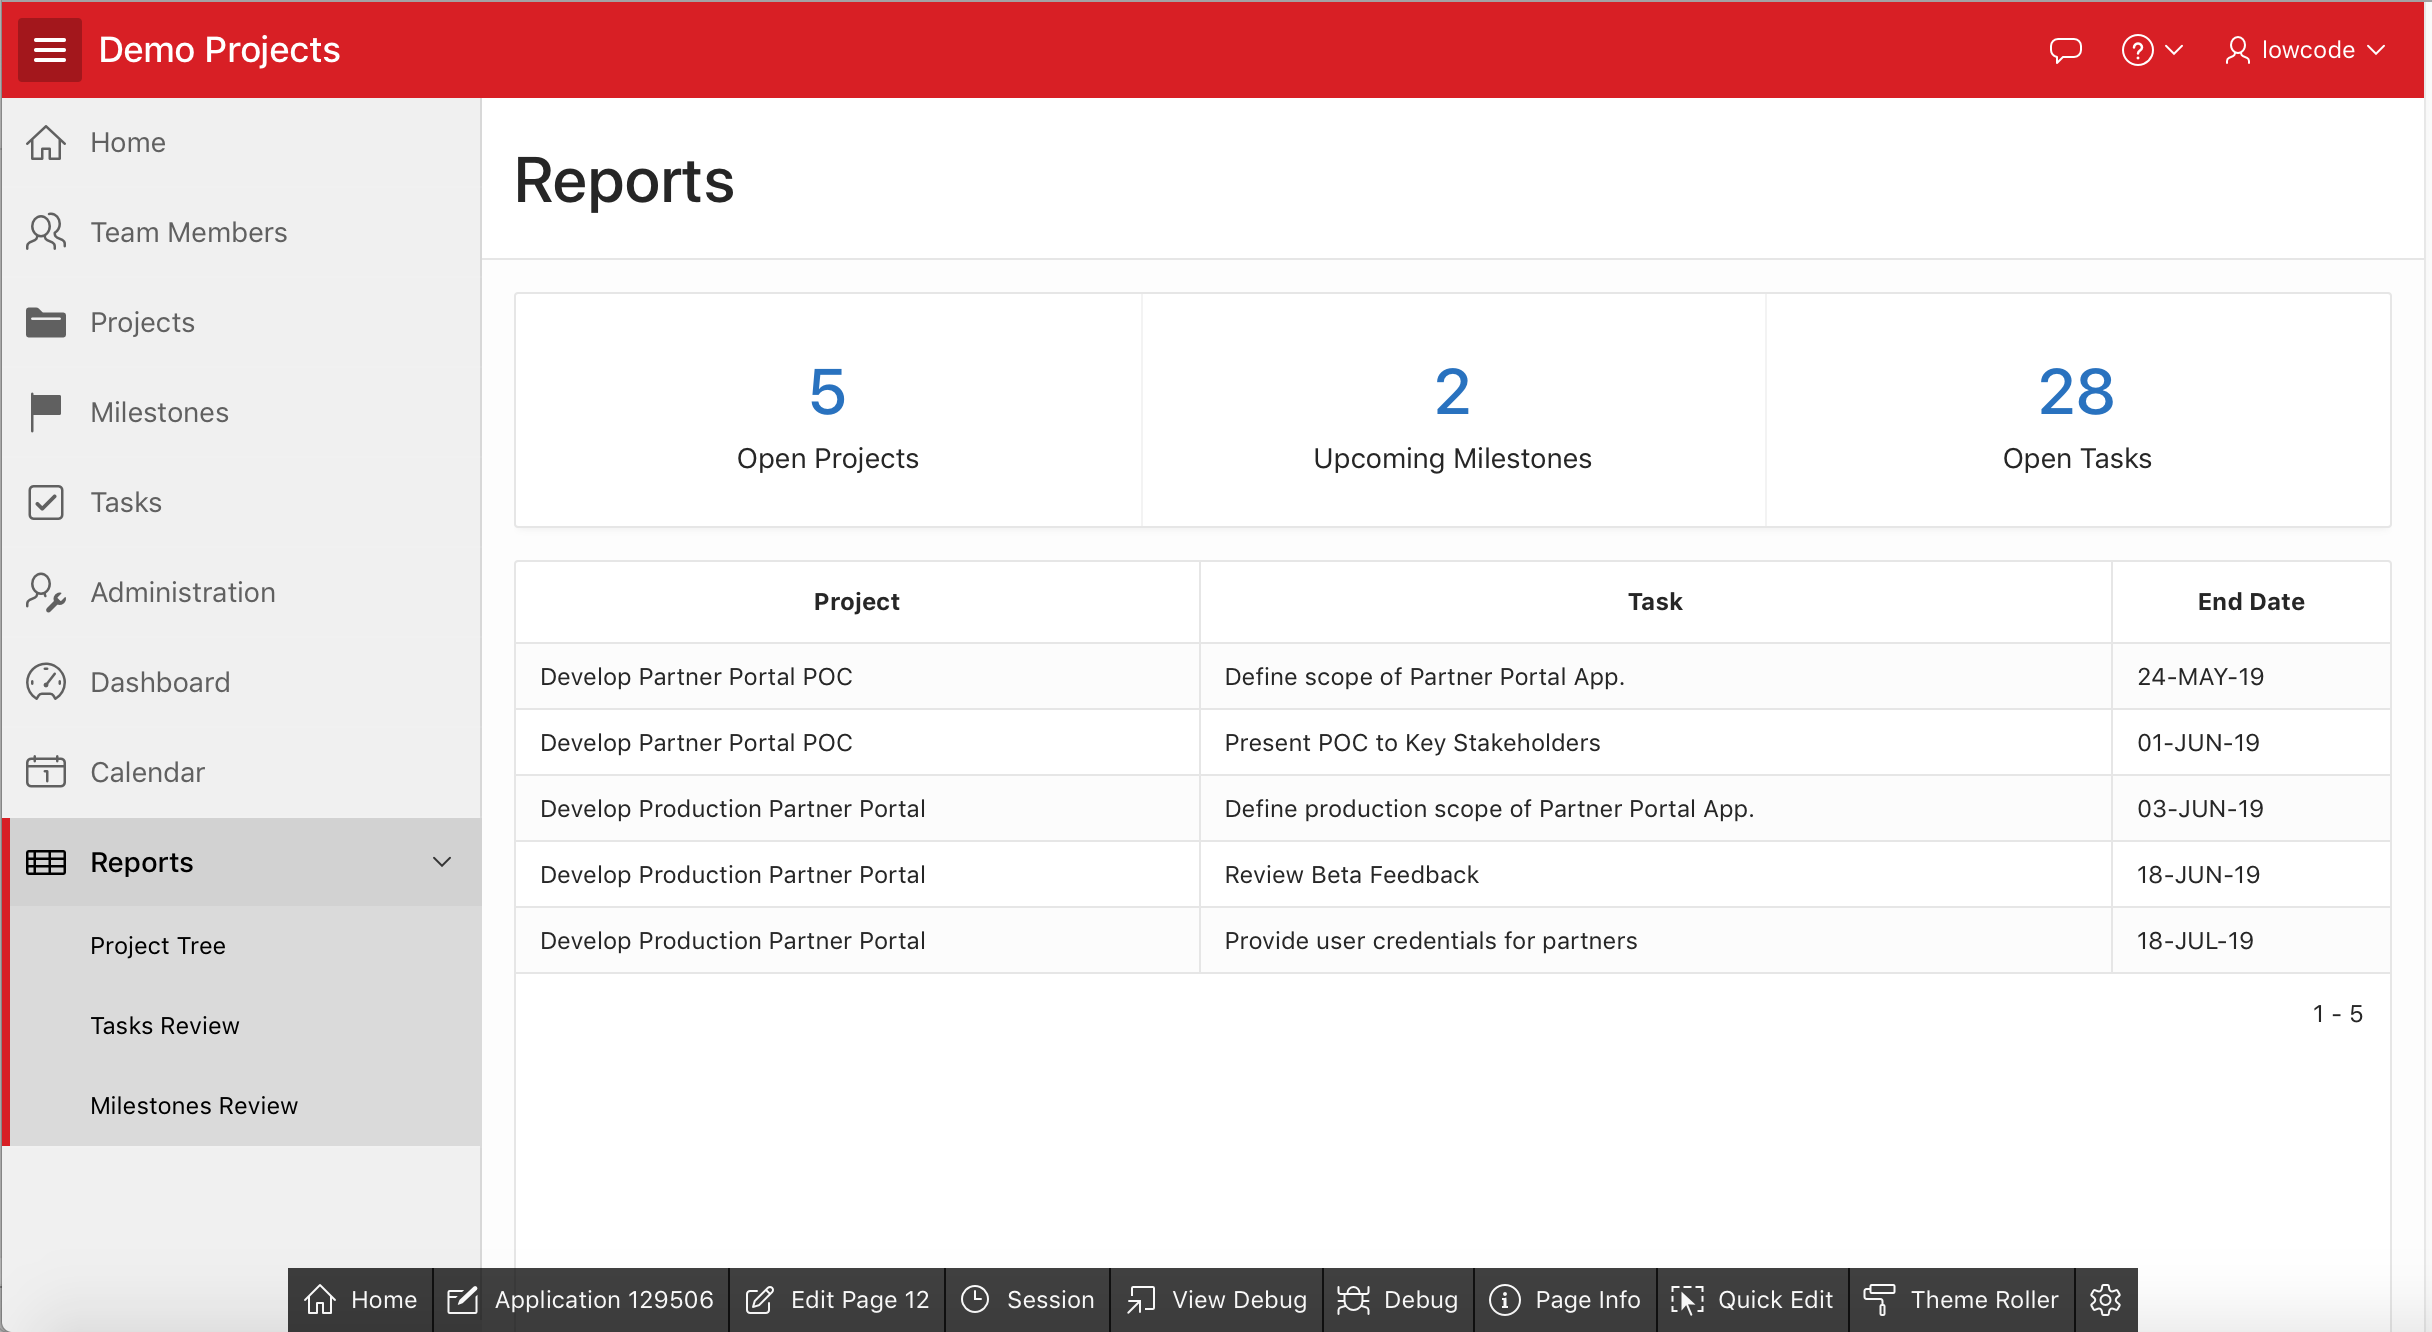 Demo Projects
lowcode
Home
Team Members
Projects
Milestones
Tasks
Administration
Dashboard
1
Calendar
Reports
Project Tree
Tasks Review
Milestones Review
Reports
5
Open Projects
2
Upcoming Milestones
28
Open Tasks
Project Task End Date
Develop Partner Portal POC Define scope of Partner Portal App. 24-MAY-19
Develop Partner Portal POC Present POC to Key Stakeholders 01-JUN-19
Develop Production Partner Portal Define production scope of Partner Portal App. 03-JUN-19
Develop Production Partner Portal Review Beta Feedback 18-JUN-19
Develop Production Partner Portal Provide user credentials for partners 18-JUL-19
1 - 5
Home Application 129506 Edit Page 12 Session View Debug Debug Page Info Quick Edit Theme Roller